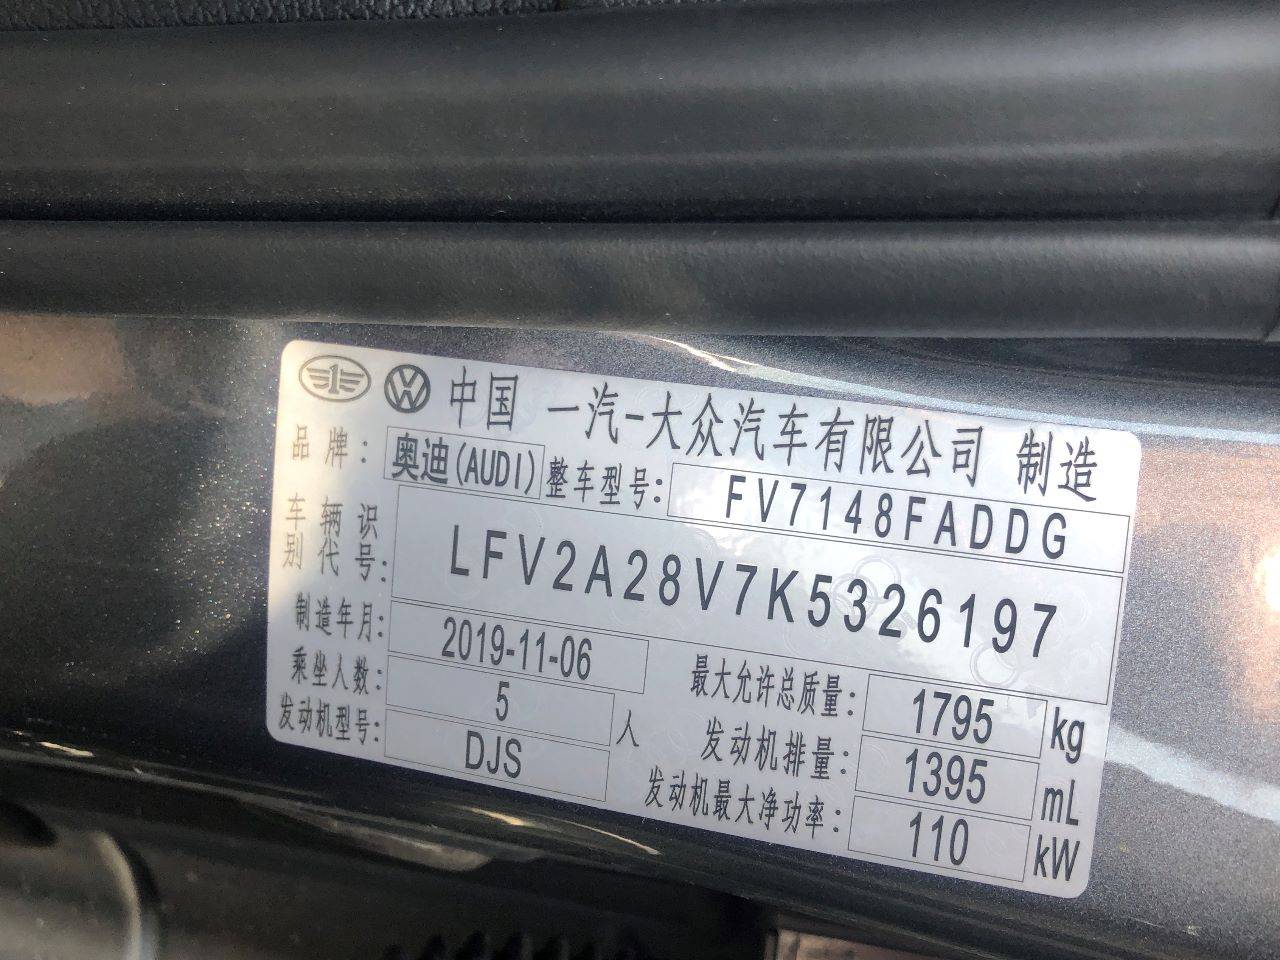 中国 一汽-大众汽车有限公司 制造
品牌: 奥迪(AUDI) 整车型号: FV7148FADDG
车辆识别代号: LFV2A28V7K5326197
制造年月: 2019-11-06
乘坐人数: 5 人
发动机型号: DJS
最大允许总质量: 1795 kg
发动机排量: 1395 mL
发动机最大净功率: 110 kW